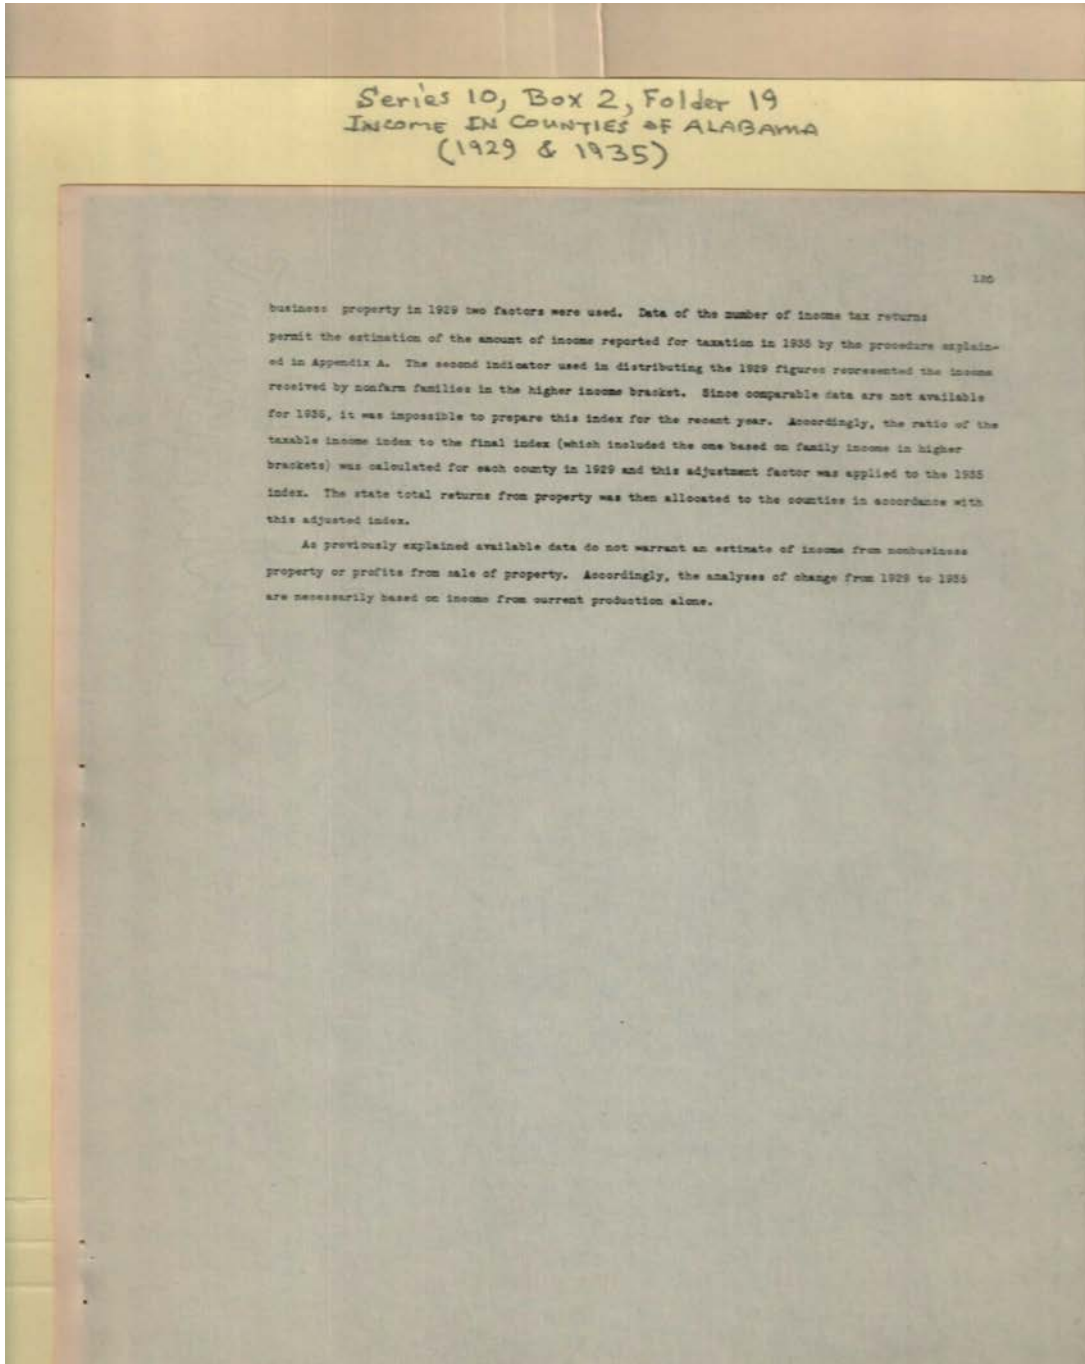 Series 10, Box 2, Folder 19
INCOME IN COUNTIES OF ALABAMA
(1929 & 1935)
business property in 1929 two factors were used. Data of the number of income tax returns
permit the estimation of the amount of income reported for taxation in 1935 by the procedure explain-
ed in Appendix A. The second indicator used in distributing the 1929 figures represented the income
received by nonfarm families in the higher income bracket. Since comparable data are not available
for 1935, it was impossible to prepare this index for the recent year. Accordingly, the ratio of the
taxable income index to the final index (which included the one based on family income in higher
brackets) was calculated for each county in 1929 and this adjustment factor was applied to the 1935
index. The state total returns from property was then allocated to the counties in accordance with
this adjusted index.
As previously explained available data do not warrant an estimate of income from nonbusiness
property or profits from sale of property. Accordingly, the analyses of change from 1929 to 1935
are necessarily based on income from current production alone.